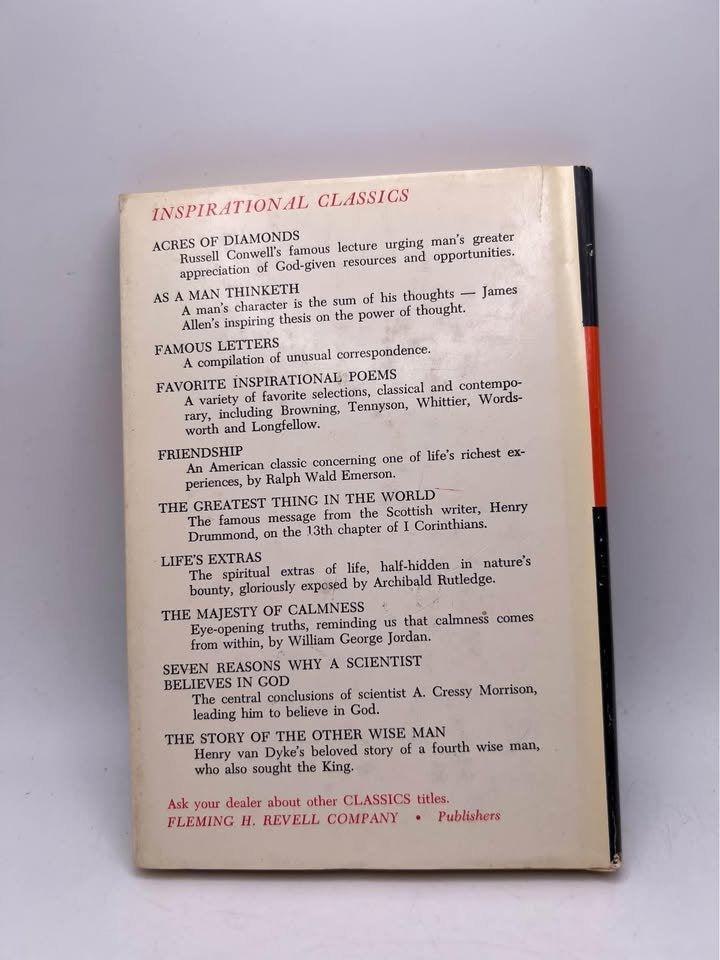 INSPIRATIONAL CLASSICS
ACRES OF DIAMONDS
Russell Conwell's famous lecture urging man's greater
appreciation of God-given resources and opportunities.
AS A MAN THINKETH
A man's character is the sum of his thoughts — James
Allen's inspiring thesis on the power of thought.
FAMOUS LETTERS
A compilation of unusual correspondence.
FAVORITE INSPIRATIONAL POEMS
A variety of favorite selections, classical and contempo-
rary, including Browning, Tennyson, Whittier, Words-
worth and Longfellow.
FRIENDSHIP
An American classic concerning one of life's richest ex-
periences, by Ralph Wald Emerson.
THE GREATEST THING IN THE WORLD
The famous message from the Scottish writer, Henry
Drummond, on the 13th chapter of I Corinthians.
LIFE'S EXTRAS
The spiritual extras of life, half-hidden in nature's
bounty, gloriously exposed by Archibald Rutledge.
THE MAJESTY OF CALMNESS
Eye-opening truths, reminding us that calmness comes
from within, by William George Jordan.
SEVEN REASONS WHY A SCIENTIST
BELIEVES IN GOD
The central conclusions of scientist A. Cressy Morrison,
leading him to believe in God.
THE STORY OF THE OTHER WISE MAN
Henry van Dyke's beloved story of a fourth wise man,
who also sought the King.
Ask your dealer about other CLASSICS titles.
FLEMING H. REVELL COMPANY • Publishers